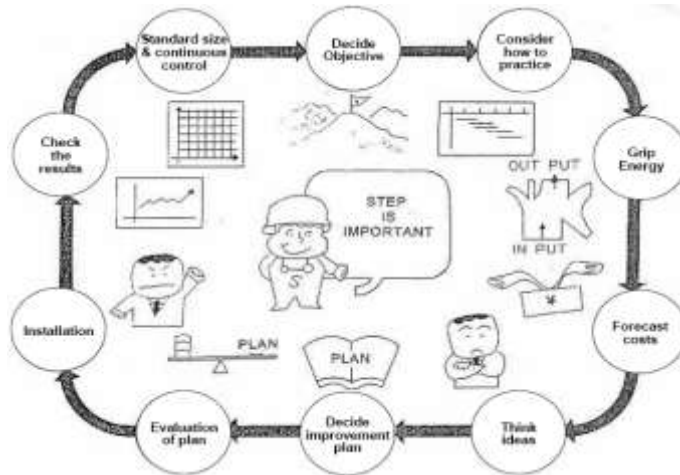 Standard size
& continuous
control
Decide
Objective
Consider
how to
practice
Check
the
results
Grip
Energy
OUT PUT
IN PUT
STEP
IS
IMPORTANT
S
¥
Installation
Forecast
costs
PLAN
PLAN
Evaluation
of plan
Decide
improvement
plan
Think
ideas